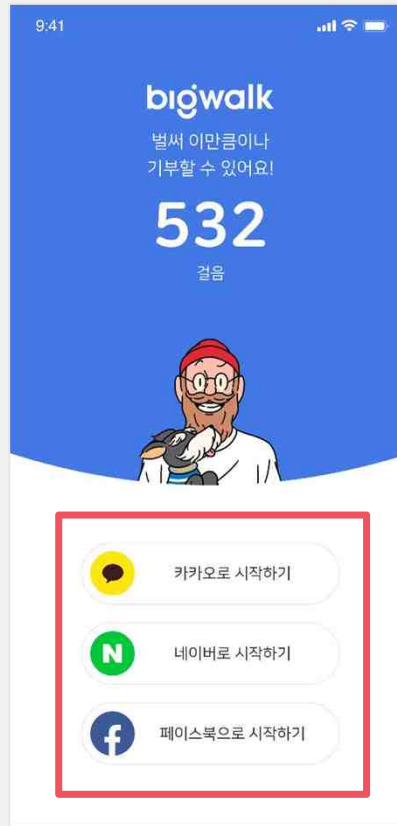 9:41
bigwalk
벌써 이만큼이나
기부할 수 있어요!
532
걸음
카카오로 시작하기
N 네이버로 시작하기
f 페이스북으로 시작하기